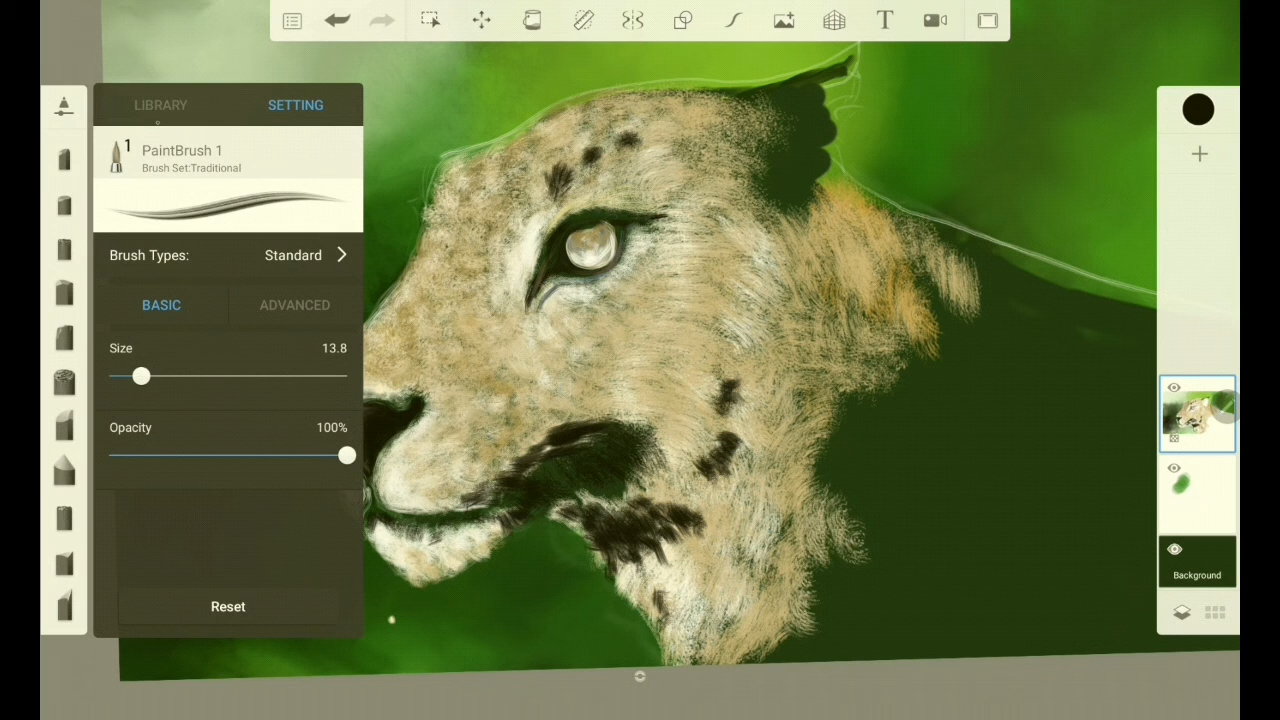 T
LIBRARY SETTING
1
PaintBrush 1
Brush Set:Traditional
Brush Types: Standard
BASIC ADVANCED
Size 13.8
Opacity 100%
Reset
Background